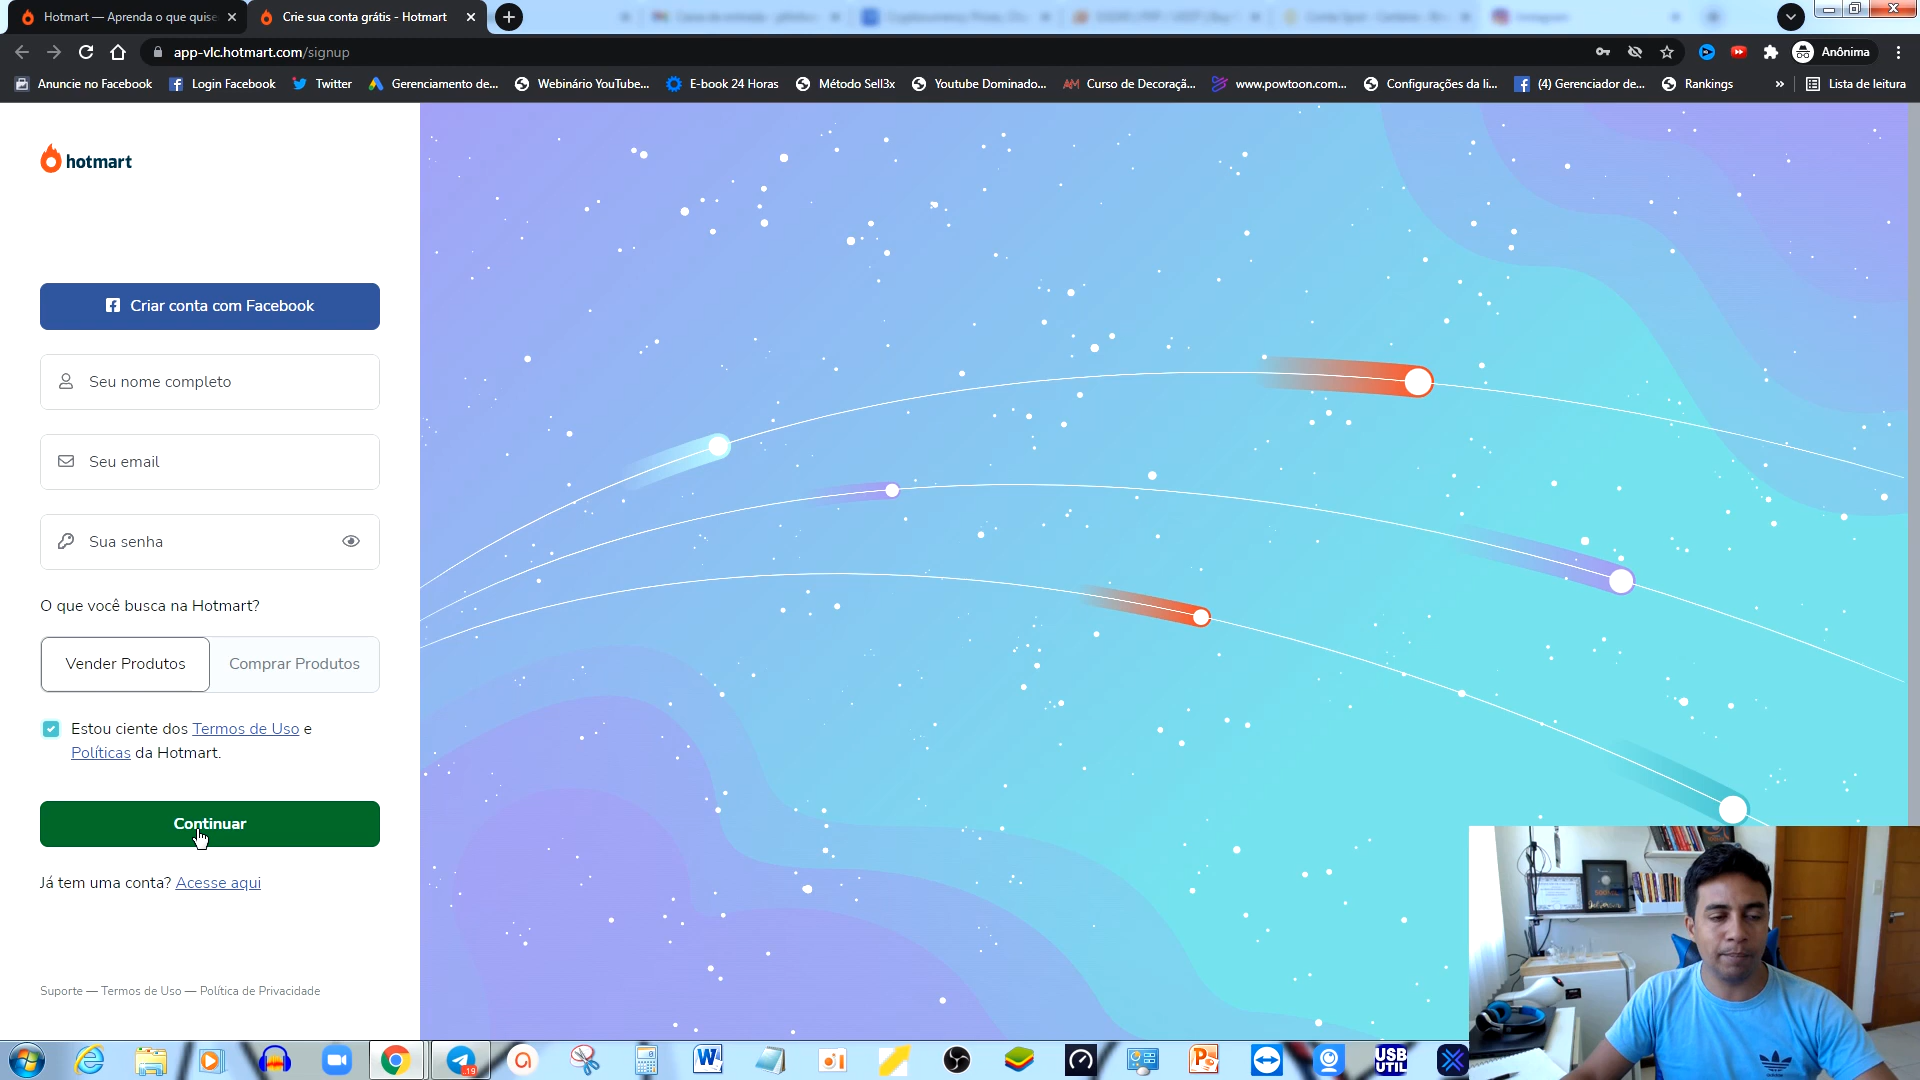 Hotmart — Aprenda o que quise
Crie sua conta grátis - Hotmart
app-vlc.hotmart.com/signup
Anônima
Anuncie no Facebook
Login Facebook
Twitter
Gerenciamento de...
Webinário YouTube...
E-book 24 Horas
Método Sell3x
Youtube Dominado...
Curso de Decoraçã...
www.powtoon.com...
Configurações da li...
(4) Gerenciador de...
Rankings
»
Lista de leitura
hotmart
Criar conta com Facebook
Seu nome completo
Seu email
Sua senha
O que você busca na Hotmart?
Vender Produtos
Comprar Produtos
Estou ciente dos Termos de Uso e
Políticas da Hotmart.
Continuar
Já tem uma conta? Acesse aqui
Suporte — Termos de Uso — Política de Privacidade
19
USB
UTIL